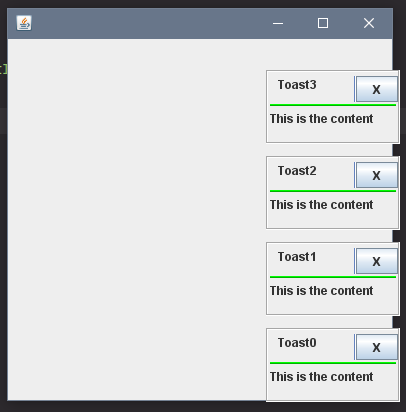 Toast3
X
This is the content
Toast2
X
This is the content
Toast1
X
This is the content
Toast0
X
This is the content